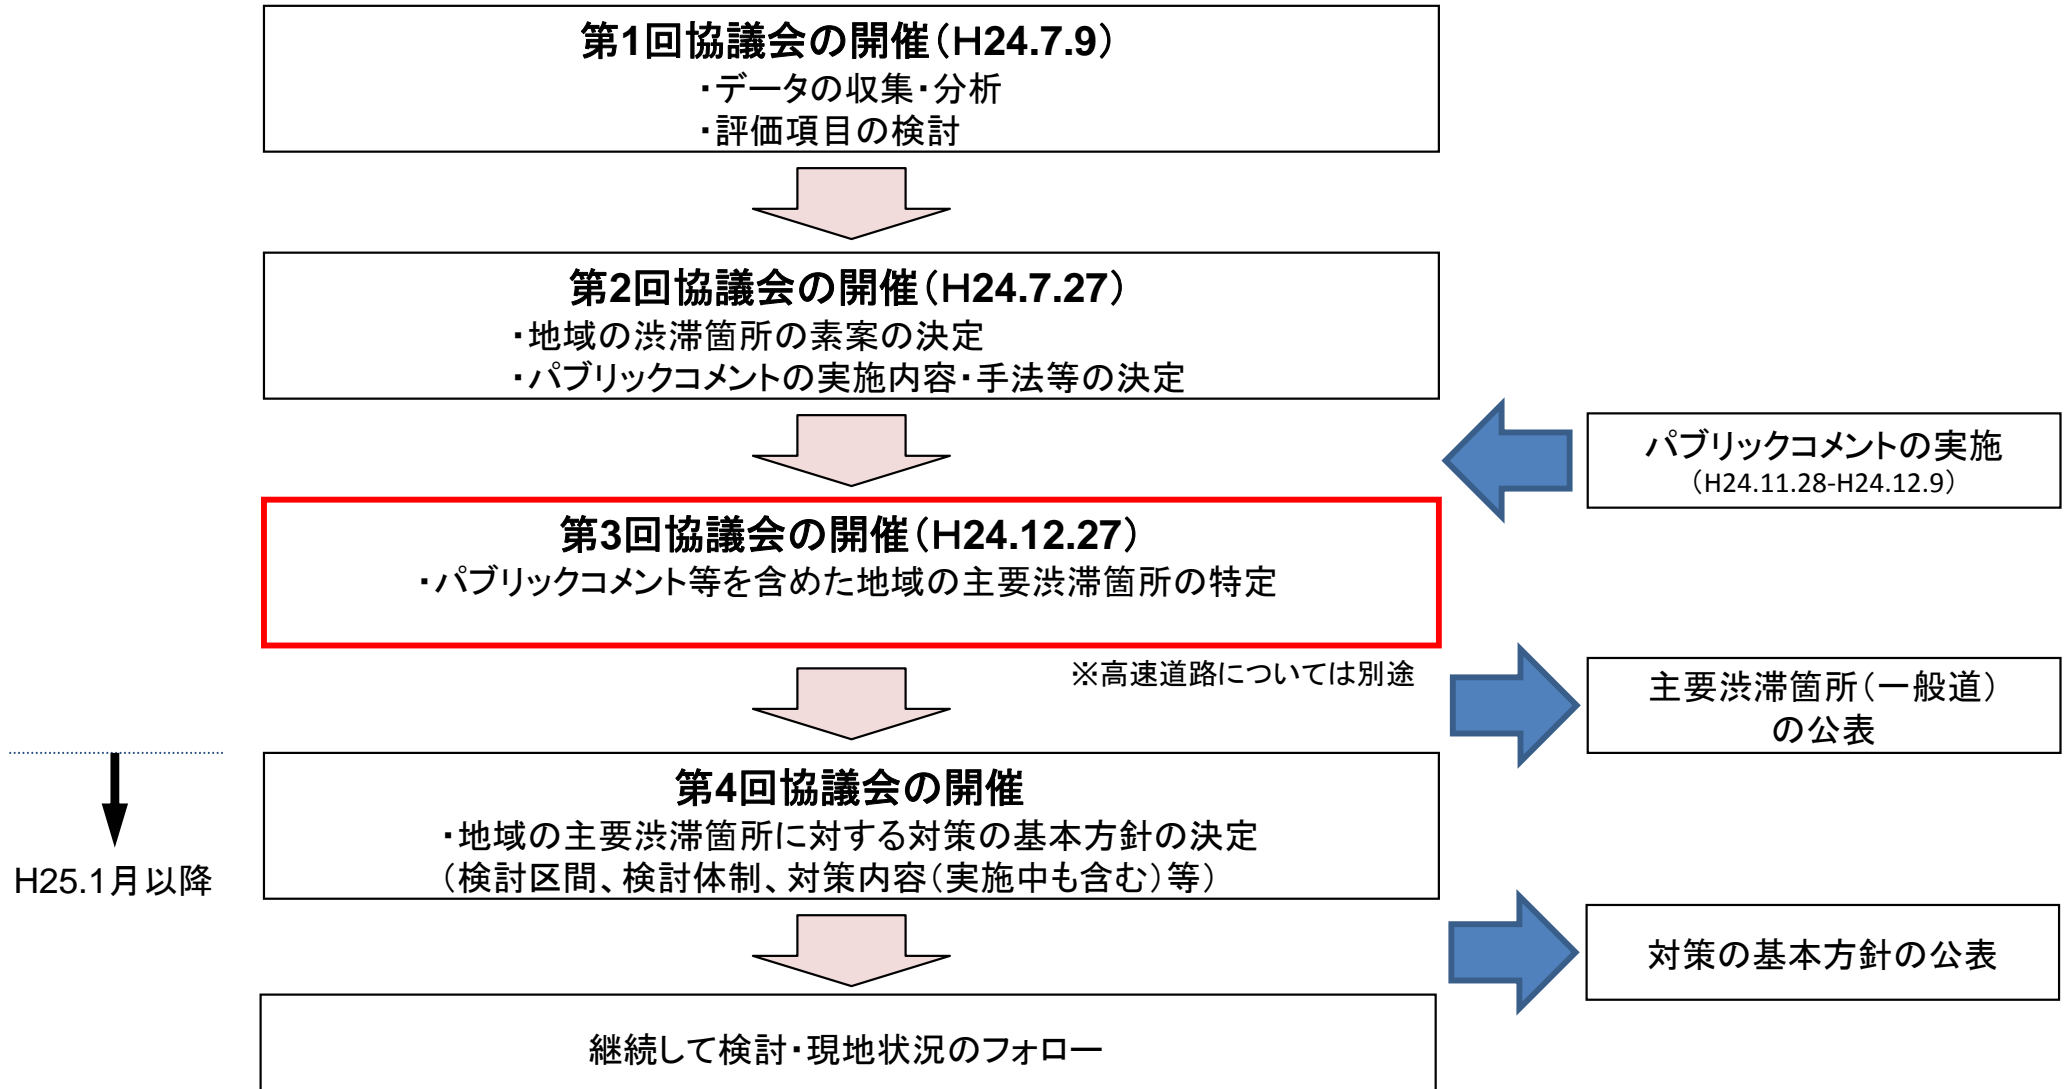 第1回協議会の開催(H24.7.9)
・データの収集・分析
・評価項目の検討
第2回協議会の開催(H24.7.27)
・地域の渋滞箇所の素案の決定
・パブリックコメントの実施内容・手法等の決定
パブリックコメントの実施
(H24.11.28-H24.12.9)
第3回協議会の開催(H24.12.27)
・パブリックコメント等を含めた地域の主要渋滞箇所の特定
※高速道路については別途
主要渋滞箇所(一般道)
の公表
第4回協議会の開催
・地域の主要渋滞箇所に対する対策の基本方針の決定
(検討区間、検討体制、対策内容(実施中も含む)等)
H25.1月以降
対策の基本方針の公表
継続して検討・現地状況のフォロー